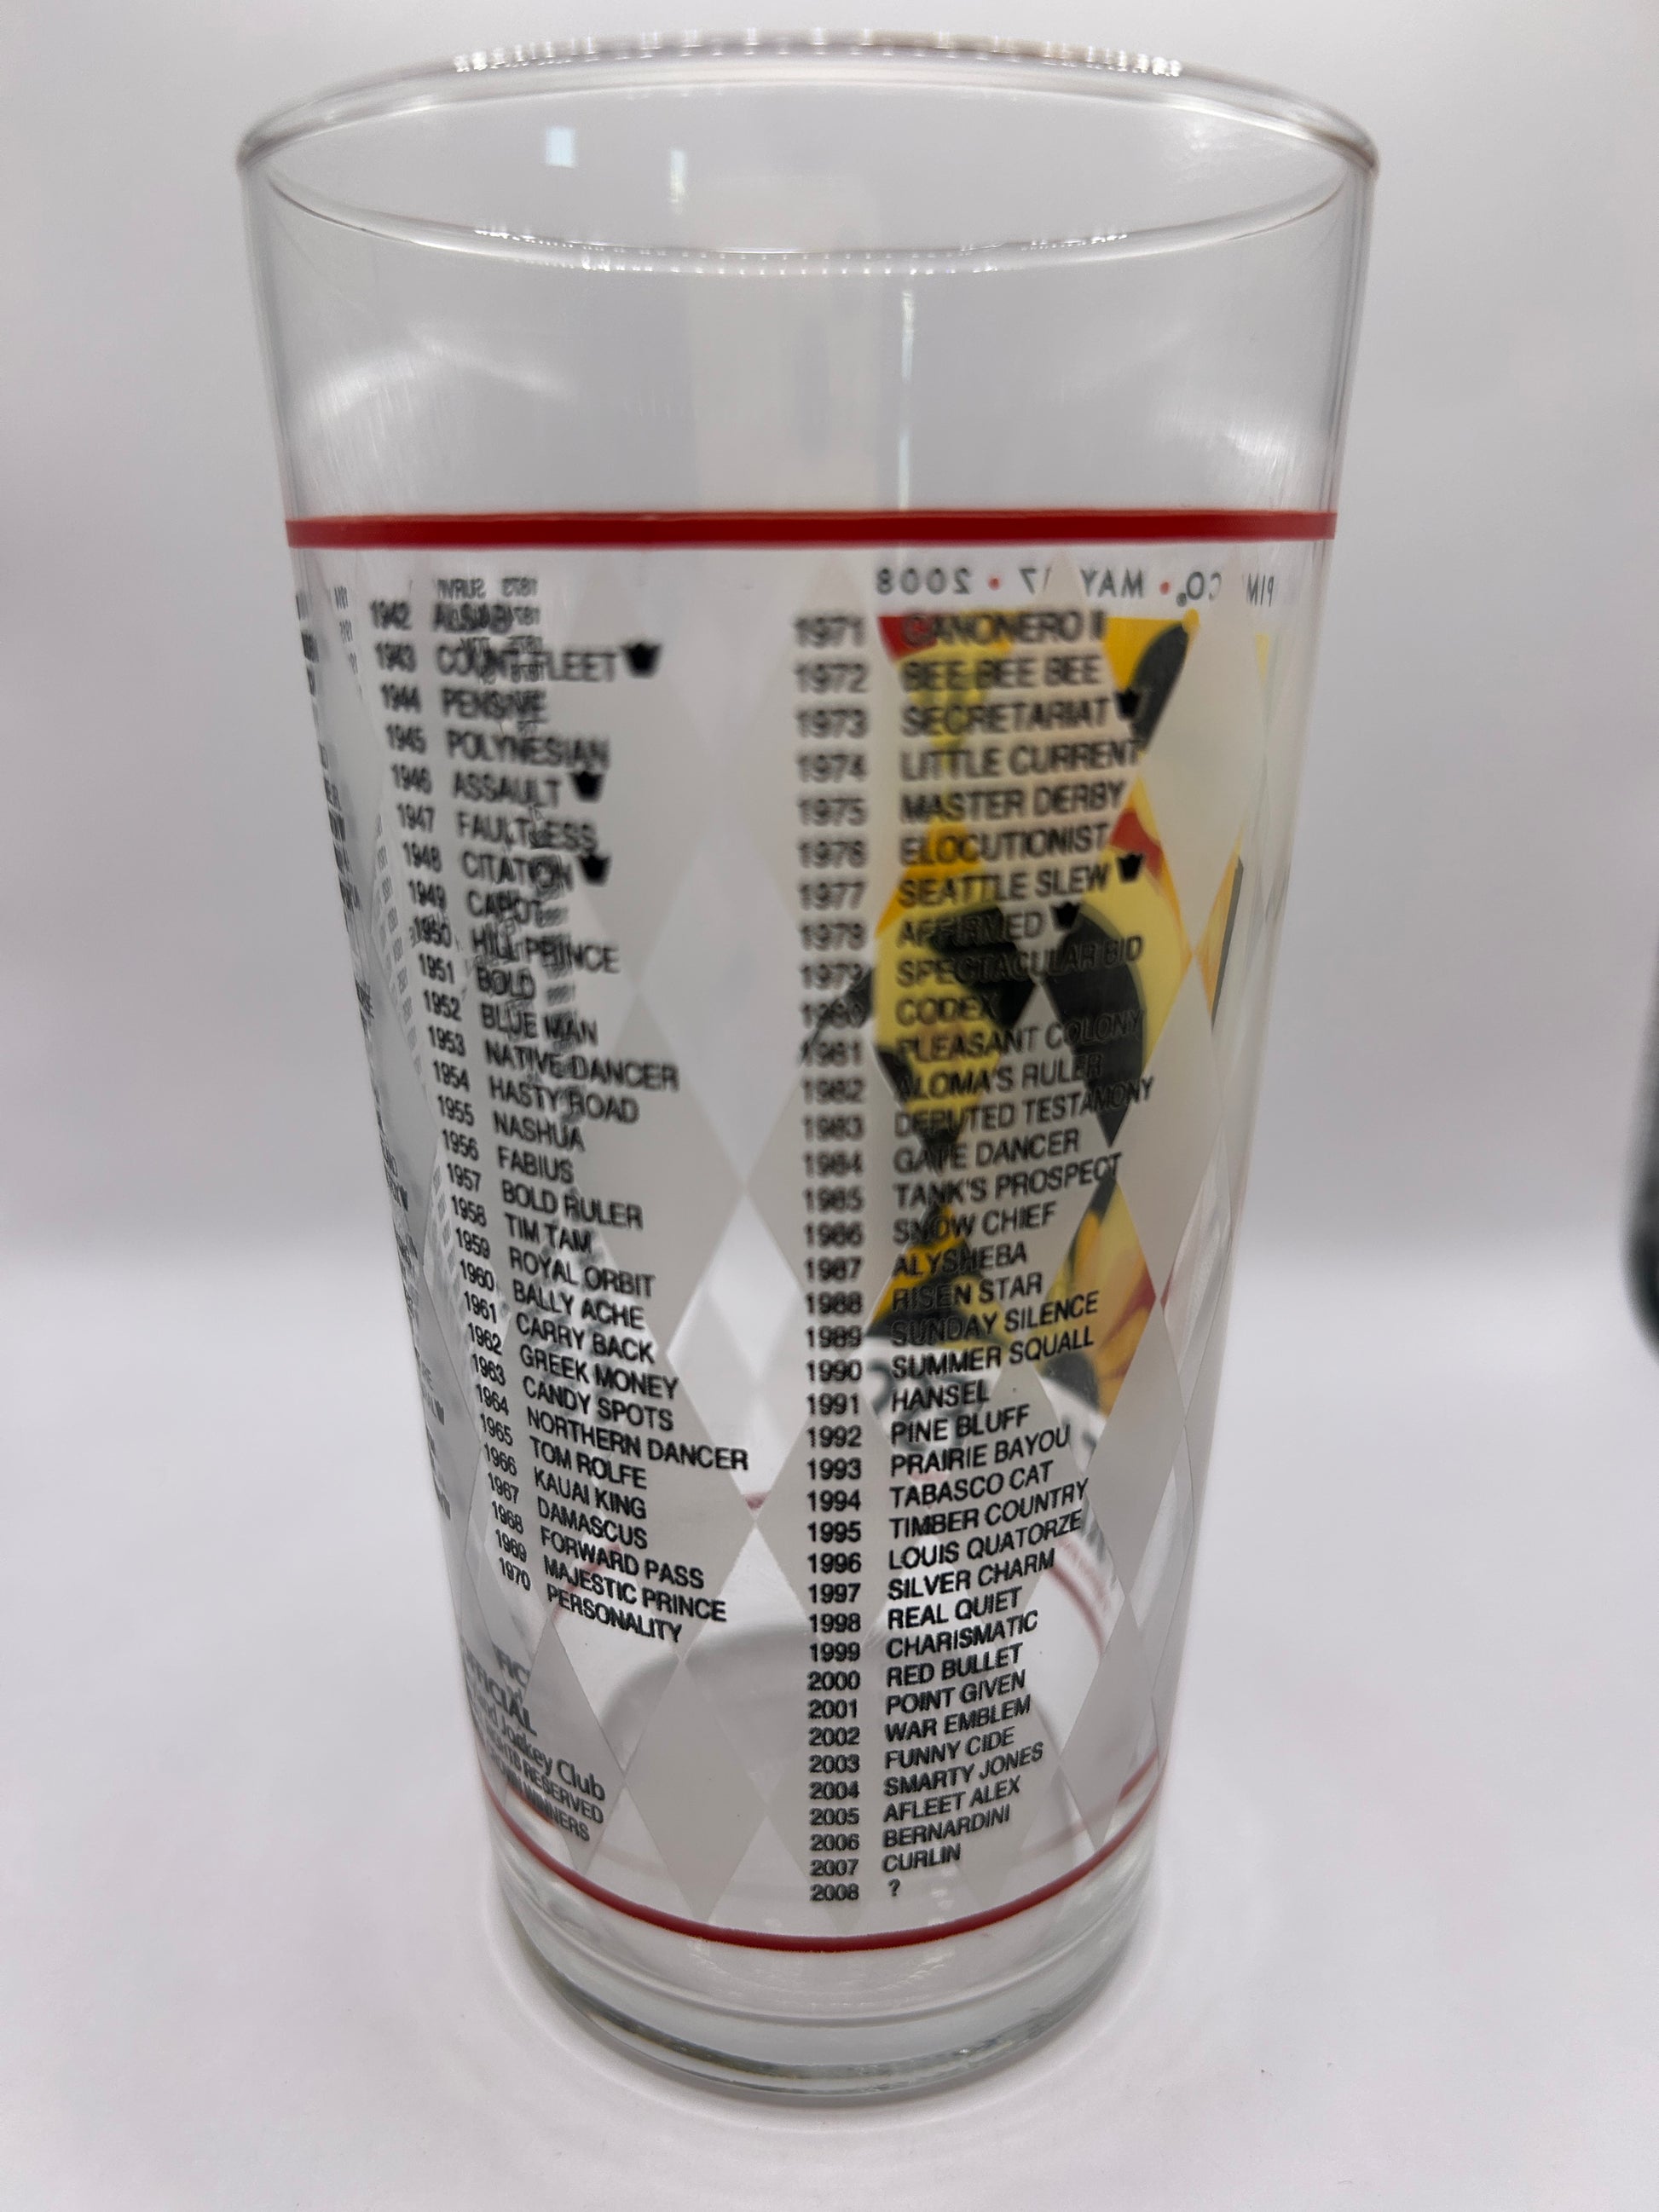 1942 ALSAB
1943 COUNT FLEET
1944 PENSIVE
1945 POLYNESIAN
1946 ASSAULT
1947 FAULTLESS
1948 CITATION
1949 CAPOT
1950 HILL PRINCE
1951 BOLD
1952 BLUE MAN
1953 NATIVE DANCER
1954 HASTY ROAD
1955 NASHUA
1956 FABIUS
1957 BOLD RULER
1958 TIM TAM
1959 ROYAL ORBIT
1960 BALLY ACHE
1961 CARRY BACK
1962 GREEK MONEY
1963 CANDY SPOTS
1964 NORTHERN DANCER
1965 TOM ROLFE
1966 KAUAI KING
1967 DAMASCUS
1968 FORWARD PASS
1969 MAJESTIC PRINCE
1970 PERSONALITY
Jockey Club
RESERVED
WINNERS
MAY 17 • 2008
1971 CANONERO II
1972 BEE BEE BEE
1973 SECRETARIAT
1974 LITTLE CURRENT
1975 MASTER DERBY
1976 ELOCUTIONIST
1977 SEATTLE SLEW
1978 AFFIRMED
1979 SPECTACULAR BID
1980 CODEX
1981 PLEASANT COLONY
1982 ALOMA'S RULER
1983 DEPUTED TESTAMONY
1984 GATE DANCER
1985 TANK'S PROSPECT
1986 SNOW CHIEF
1987 ALYSHEBA
1988 RISEN STAR
1989 SUNDAY SILENCE
1990 SUMMER SQUALL
1991 HANSEL
1992 PINE BLUFF
1993 PRAIRIE BAYOU
1994 TABASCO CAT
1995 TIMBER COUNTRY
1996 LOUIS QUATORZE
1997 SILVER CHARM
1998 REAL QUIET
1999 CHARISMATIC
2000 RED BULLET
2001 POINT GIVEN
2002 WAR EMBLEM
2003 FUNNY CIDE
2004 SMARTY JONES
2005 AFLEET ALEX
2006 BERNARDINI
2007 CURLIN
2008 ?